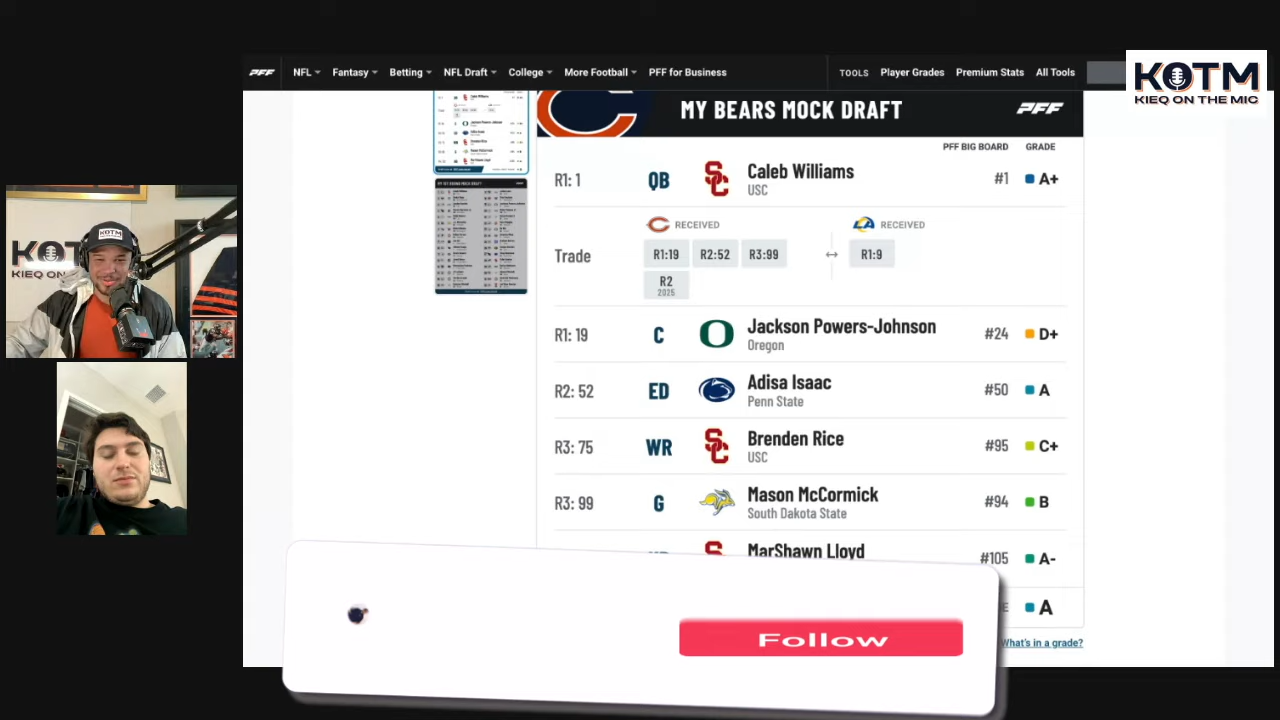 PFF NFL Fantasy Betting NFL Draft College More Football PFF for Business TOOLS Player Grades Premium Stats All Tools
KOTM
KIEQ ON THE MIC
MY BEARS MOCK DRAFT PFF
PFF BIG BOARD GRADE
R1: 1 QB Caleb Williams #1 A+
USC
RECEIVED RECEIVED
Trade R1:19 R2:52 R3:99 ↔ R1:9
R2
2025
R1: 19 C Jackson Powers-Johnson #24 D+
Oregon
R2: 52 ED Adisa Isaac #50 A
Penn State
R3: 75 WR Brenden Rice #95 C+
USC
R3: 99 G Mason McCormick #94 B
South Dakota State
MarShawn Lloyd #105 A-
A
What's in a grade?
Follow
KOTM
KOTM
KIEQ ON